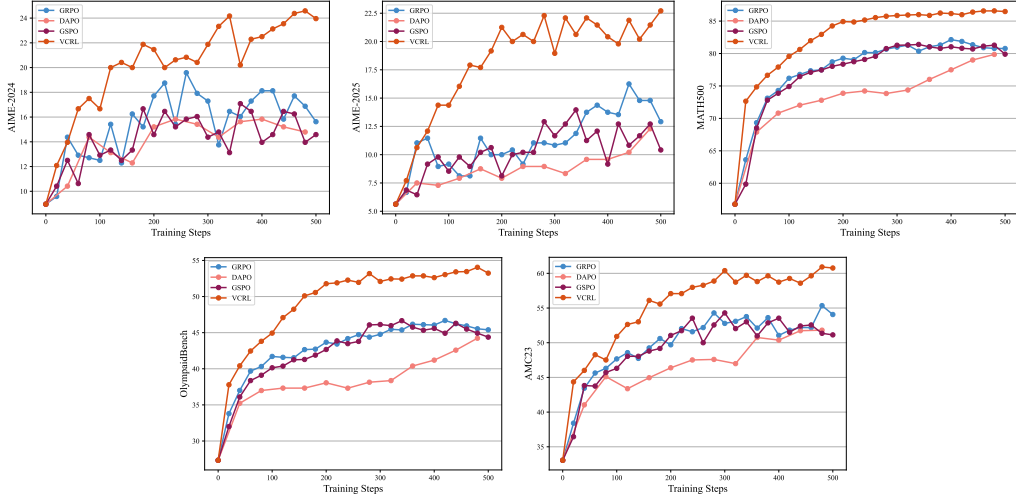 GRPO
DAPO
GSPO
VCRL
24
22
20
18
16
14
12
10
AIME-2024
0
100
200
300
400
500
Training Steps
GRPO
DAPO
GSPO
VCRL
22.5
20.0
17.5
15.0
12.5
10.0
7.5
5.0
AIME-2025
0
100
200
300
400
500
Training Steps
GRPO
DAPO
GSPO
VCRL
85
80
75
70
65
60
MATH500
0
100
200
300
400
500
Training Steps
GRPO
DAPO
GSPO
VCRL
55
50
45
40
35
30
OlympiadBench
0
100
200
300
400
500
Training Steps
GRPO
DAPO
GSPO
VCRL
60
55
50
45
40
35
AMC23
0
100
200
300
400
500
Training Steps